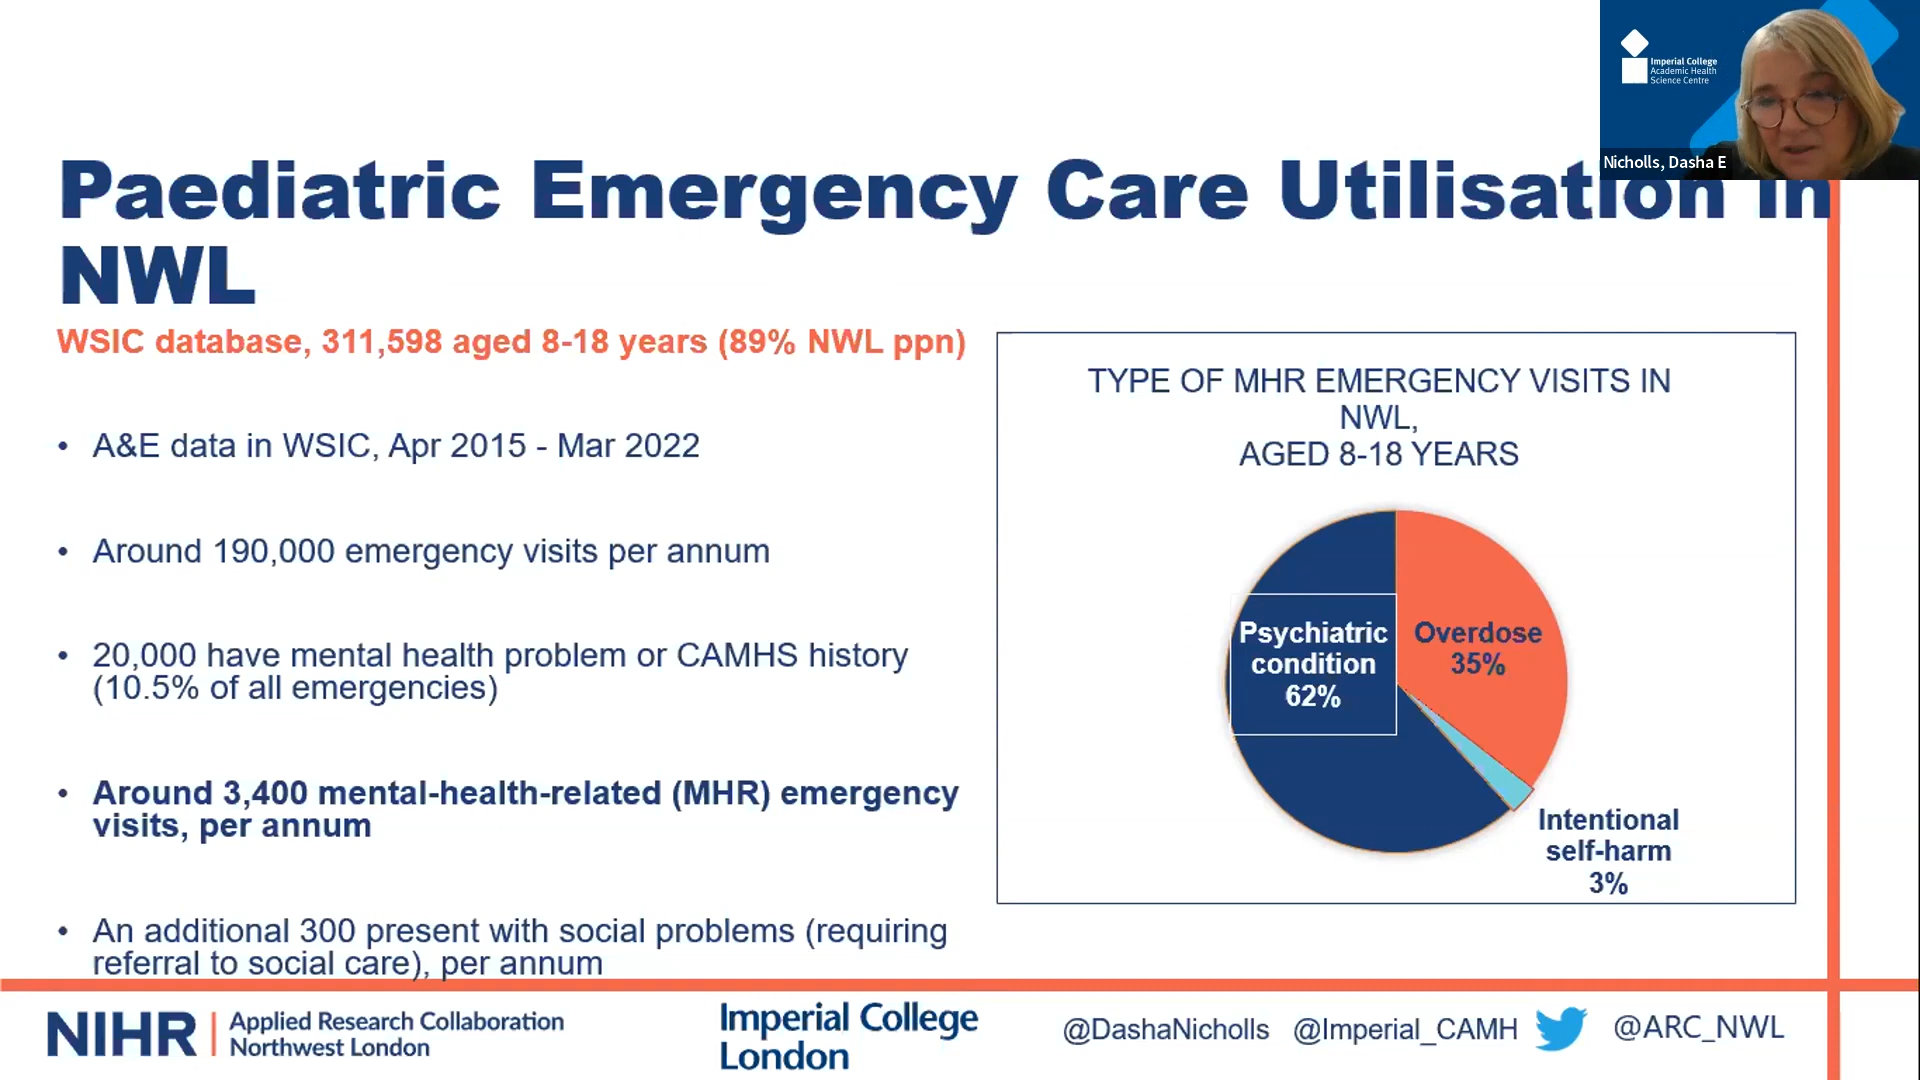 Imperial College
Academic Health
Science Centre
Nicholls, Dasha E
Paediatric Emergency Care Utilisation in
NWL
WSIC database, 311,598 aged 8-18 years (89% NWL ppn)
• A&E data in WSIC, Apr 2015 - Mar 2022
• Around 190,000 emergency visits per annum
• 20,000 have mental health problem or CAMHS history
(10.5% of all emergencies)
• Around 3,400 mental-health-related (MHR) emergency
visits, per annum
• An additional 300 present with social problems (requiring
referral to social care), per annum
TYPE OF MHR EMERGENCY VISITS IN
NWL,
AGED 8-18 YEARS
Psychiatric
condition
62%
Overdose
35%
Intentional
self-harm
3%
NIHR | Applied Research Collaboration
Northwest London
Imperial College
London
@DashaNicholls @Imperial_CAMH @ARC_NWL